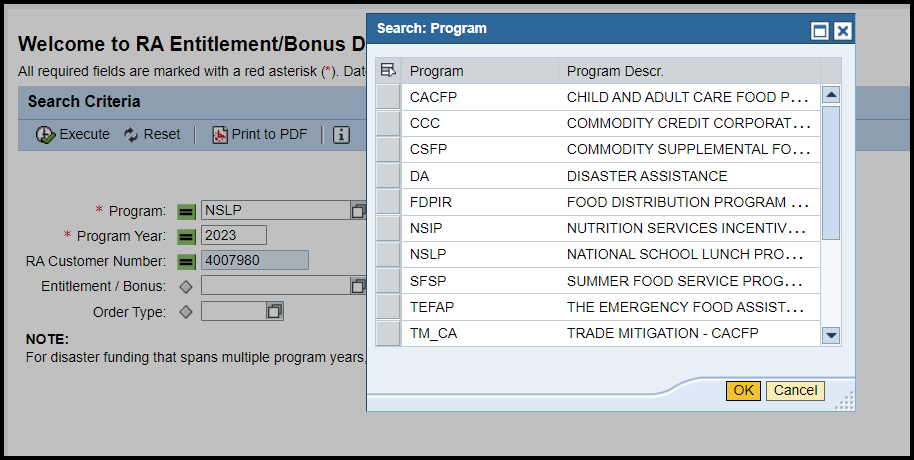 Welcome to RA Entitlement/Bonus D
All required fields are marked with a red asterisk (*). Dat
Search Criteria
Execute Reset Print to PDF
* Program: NSLP
* Program Year: 2023
RA Customer Number: 4007980
Entitlement / Bonus:
Order Type:
NOTE:
For disaster funding that spans multiple program years,
Search: Program
Program Program Descr.
CACFP CHILD AND ADULT CARE FOOD P...
CCC COMMODITY CREDIT CORPORAT...
CSFP COMMODITY SUPPLEMENTAL FO...
DA DISASTER ASSISTANCE
FDPIR FOOD DISTRIBUTION PROGRAM ...
NSIP NUTRITION SERVICES INCENTIV...
NSLP NATIONAL SCHOOL LUNCH PRO...
SFSP SUMMER FOOD SERVICE PROG...
TEFAP THE EMERGENCY FOOD ASSIST...
TM_CA TRADE MITIGATION - CACFP
OK Cancel